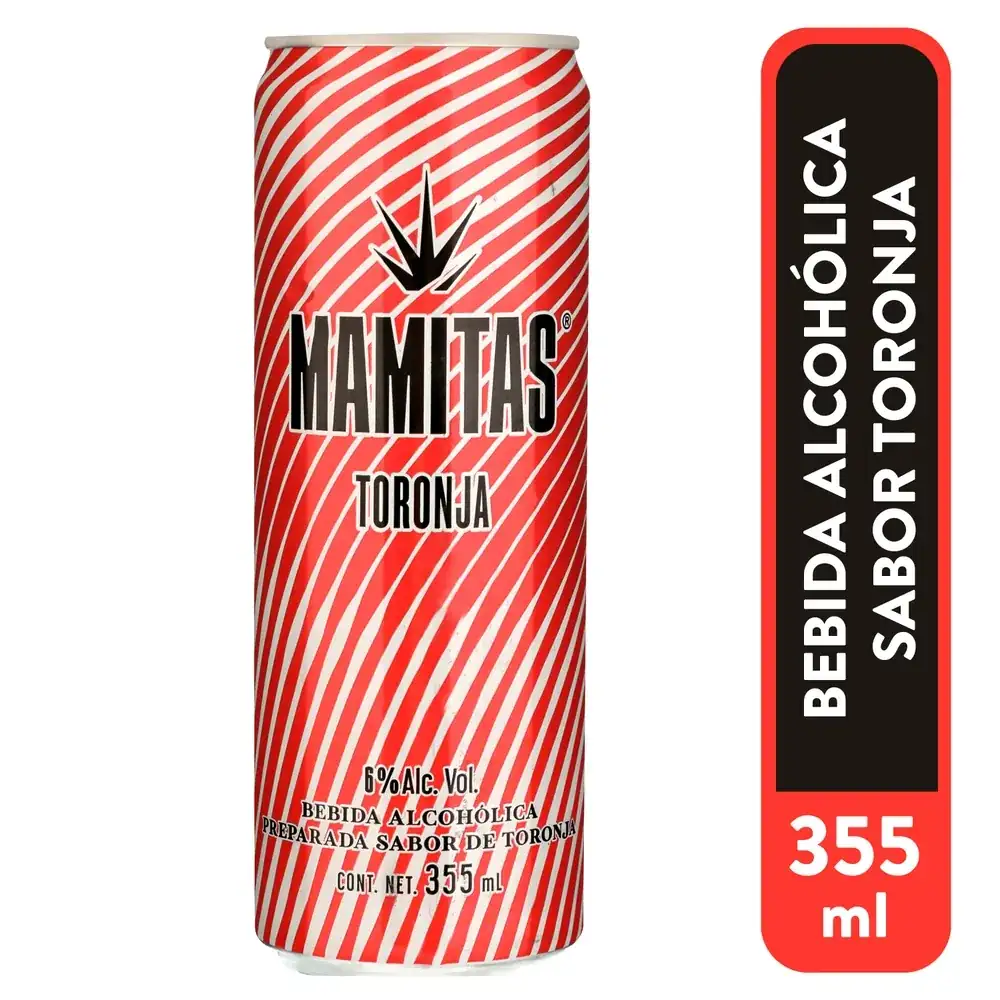 MAMITAS®
TORONJA
6% Alc. Vol.
BEBIDA ALCOHÓLICA
PREPARADA SABOR DE TORONJA
CONT. NET. 355 mL
BEBIDA ALCOHÓLICA
SABOR TORONJA
355
ml